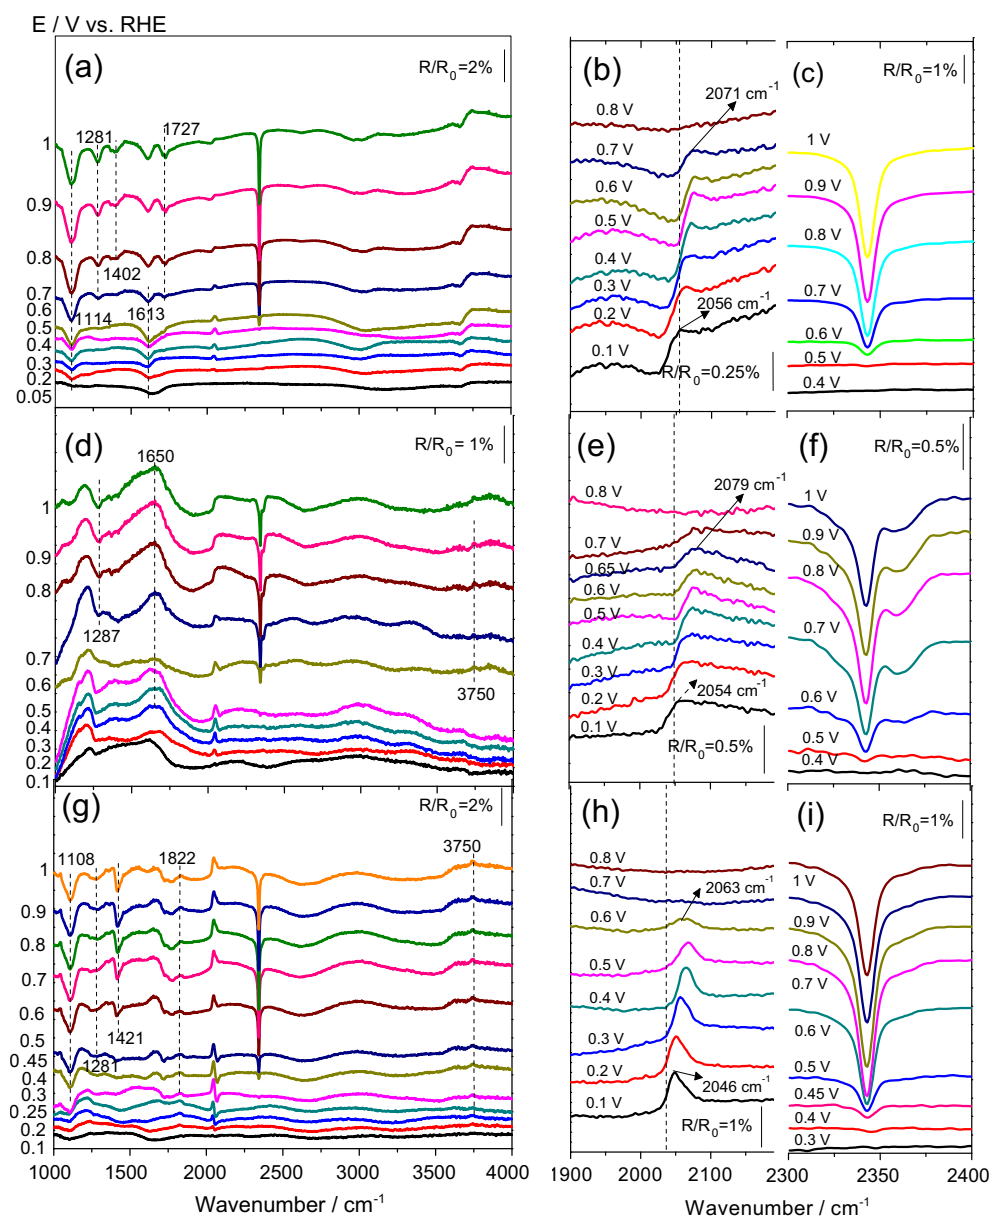 E / V vs. RHE
(a)
R/R0=2%
1281
1727
1
0.9
0.8
1402
0.7
1114
1613
0.6
0.5
0.4
0.3
0.2
0.05
(b)
2071 cm-1
0.8 V
0.7 V
0.6 V
0.5 V
0.4 V
0.3 V
0.2 V
2056 cm-1
0.1 V
R/R0=0.25%
(c)
R/R0=1%
1 V
0.9 V
0.8 V
0.7 V
0.6 V
0.5 V
0.4 V
(d)
R/R0= 1%
1650
1
0.9
0.8
1287
0.7
0.6
3750
0.5
0.4
0.3
0.2
0.1
(e)
2079 cm-1
0.8 V
0.7 V
0.65 V
0.6 V
0.5 V
0.4 V
0.3 V
0.2 V
2054 cm-1
0.1 V
R/R0=0.5%
(f)
R/R0=0.5%
1 V
0.9 V
0.8 V
0.7 V
0.6 V
0.5 V
0.4 V
(g)
R/R0=2%
1108
1822
3750
1
0.9
0.8
0.7
0.6
1421
0.5
1281
0.45
0.4
0.3
0.25
0.2
0.1
1000 1500 2000 2500 3000 3500 4000
Wavenumber / cm-1
(h)
0.8 V
0.7 V
2063 cm-1
0.6 V
0.5 V
0.4 V
0.3 V
0.2 V
2046 cm-1
0.1 V
R/R0=1%
1900 2000 2100
(i)
R/R0=1%
1 V
0.9 V
0.8 V
0.7 V
0.6 V
0.5 V
0.45 V
0.4 V
0.3 V
2300 2350 2400
Wavenumber / cm-1